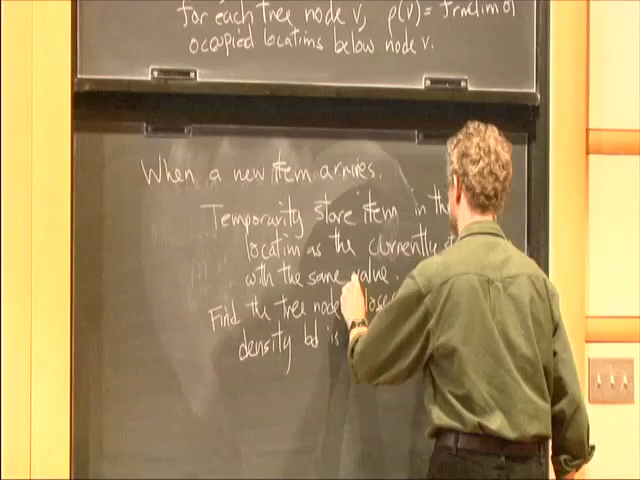 for each tree node v, ρ(v) = fraction of
occupied locations below node v.
When a new item arrives.
Temporarily store item in the
location as the currently
with the same value.
Find the tree node
density bd is